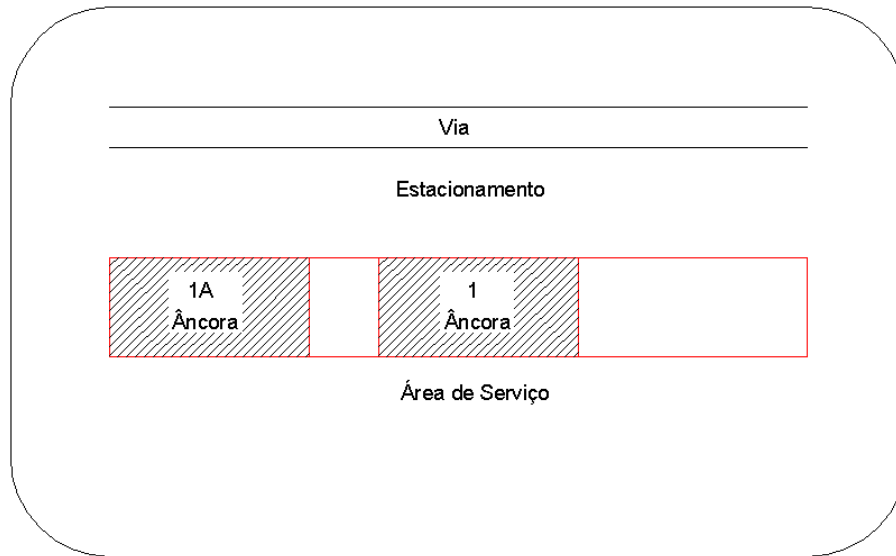 Via
Estacionamento
1A
Âncora
1
Âncora
Área de Serviço